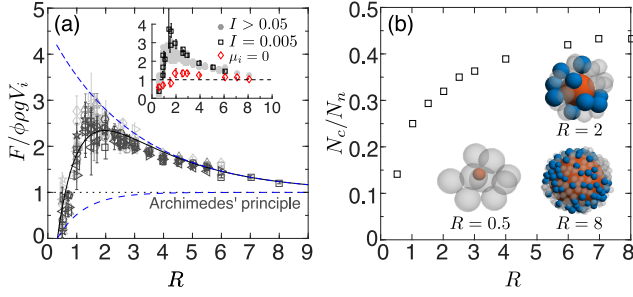 (a)
F/ϕρgV_i
5
4
3
2
1
0
0 1 2 3 4 5 6 7 8 9
R
Archimedes' principle
4
3
2
1
0
0 2 4 6 8 10
I > 0.05
I = 0.005
μ_i = 0
(b)
N_c/N_n
0.5
0.4
0.3
0.2
0.1
0
0 1 2 3 4 5 6 7 8
R
R = 2
R = 0.5
R = 8